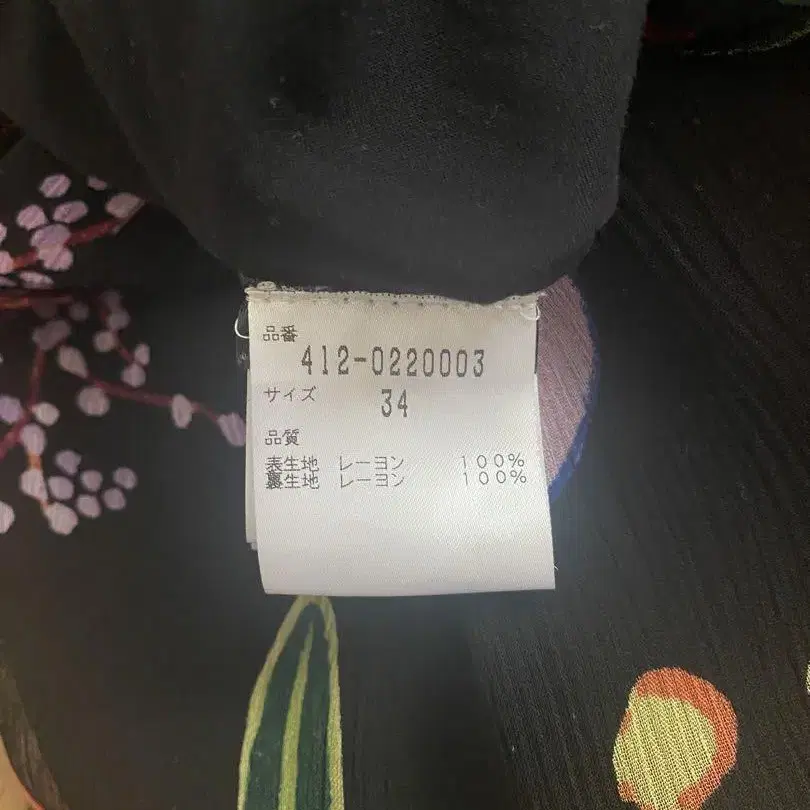 品番
412-0220003
サイズ 34
品質
表生地 レーヨン 100%
裏生地 レーヨン 100%